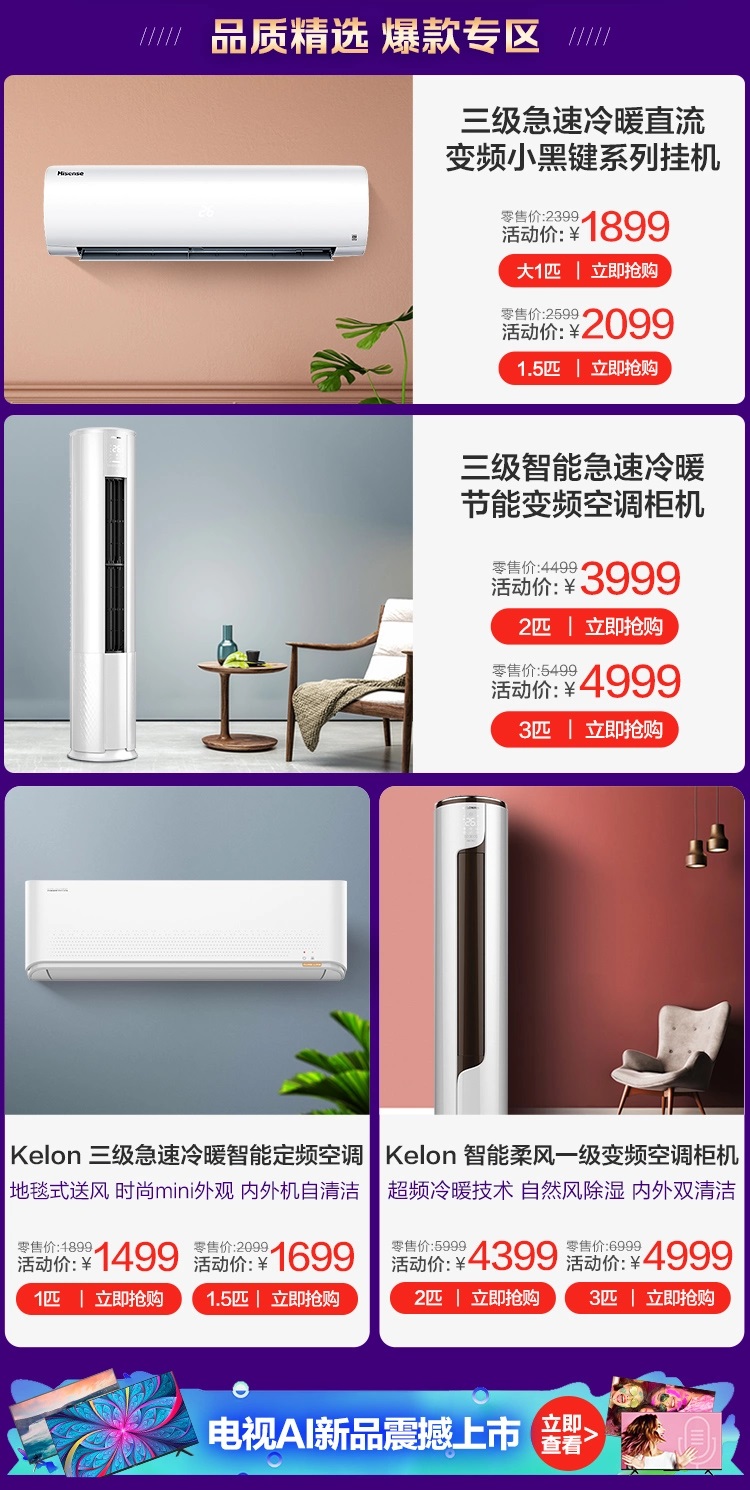 品质精选 爆款专区
Hisense
三级急速冷暖直流
变频小黑键系列挂机
零售价:2399
活动价:¥1899
大1匹 | 立即抢购
零售价:2599
活动价:¥2099
1.5匹 | 立即抢购
三级智能急速冷暖
节能变频空调柜机
零售价:4499
活动价:¥3999
2匹 | 立即抢购
零售价:5499
活动价:¥4999
3匹 | 立即抢购
Kelon 三级急速冷暖智能定频空调
地毯式送风 时尚mini外观 内外机自清洁
零售价:1899
活动价:¥1499
1匹 | 立即抢购
零售价:2099
活动价:¥1699
1.5匹 | 立即抢购
Kelon 智能柔风一级变频空调柜机
超频冷暖技术 自然风除湿 内外双清洁
零售价:5999
活动价:¥4399
2匹 | 立即抢购
零售价:6999
活动价:¥4999
3匹 | 立即抢购
电视AI新品震撼上市
立即
查看>